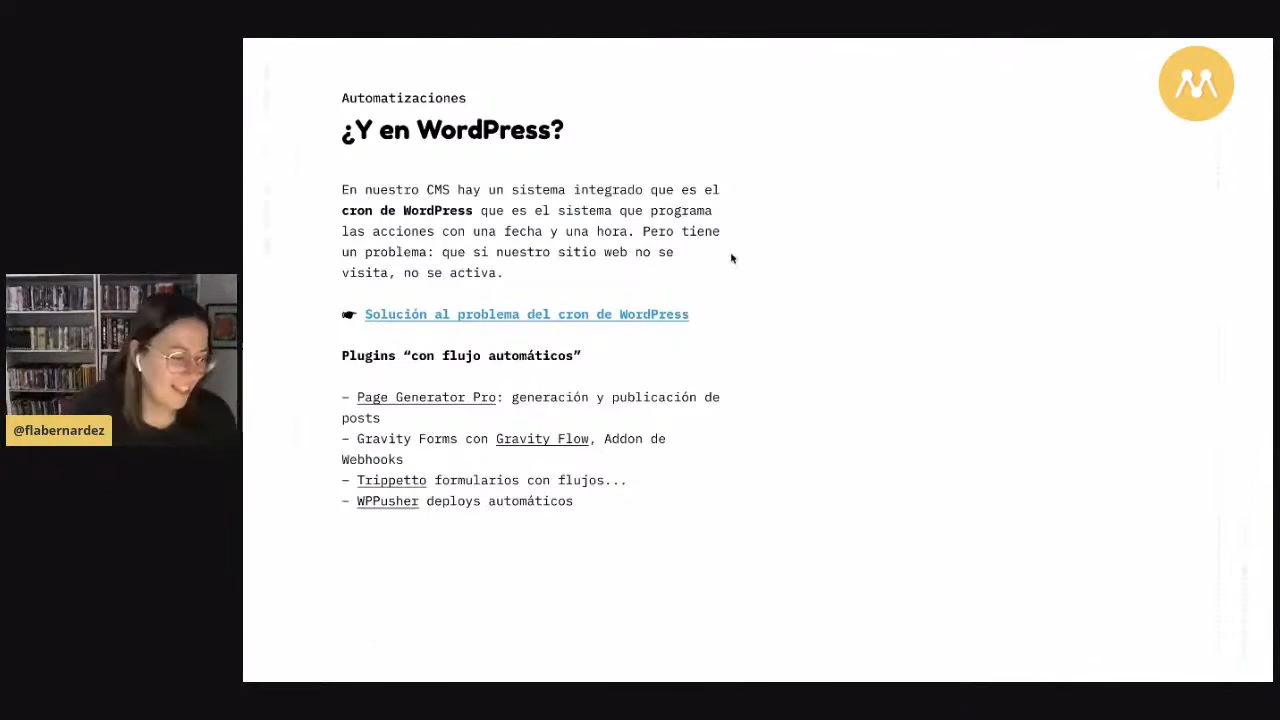 Automatizaciones
¿Y en WordPress?
En nuestro CMS hay un sistema integrado que es el
cron de WordPress que es el sistema que programa
las acciones con una fecha y una hora. Pero tiene
un problema: que si nuestro sitio web no se
visita, no se activa.
Solución al problema del cron de WordPress
Plugins “con flujo automáticos”
– Page Generator Pro: generación y publicación de
posts
– Gravity Forms con Gravity Flow, Addon de
Webhooks
– Trippetto formularios con flujos...
– WPPusher deploys automáticos
@flabernardez